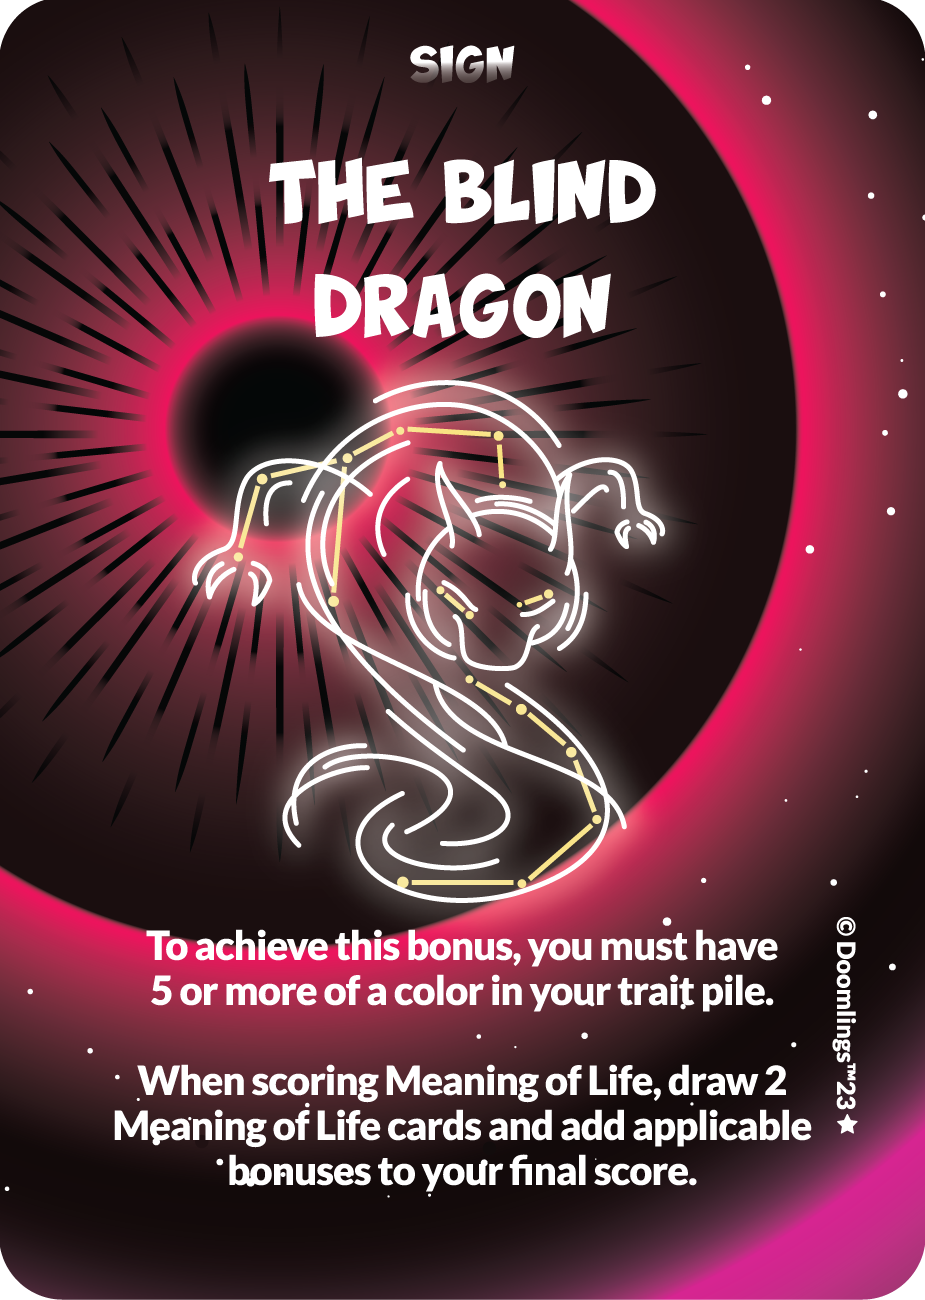 SIGN
THE BLIND
DRAGON
To achieve this bonus, you must have
5 or more of a color in your trait pile.
When scoring Meaning of Life, draw 2
Meaning of Life cards and add applicable
bonuses to your final score.
© Doomlings™23★